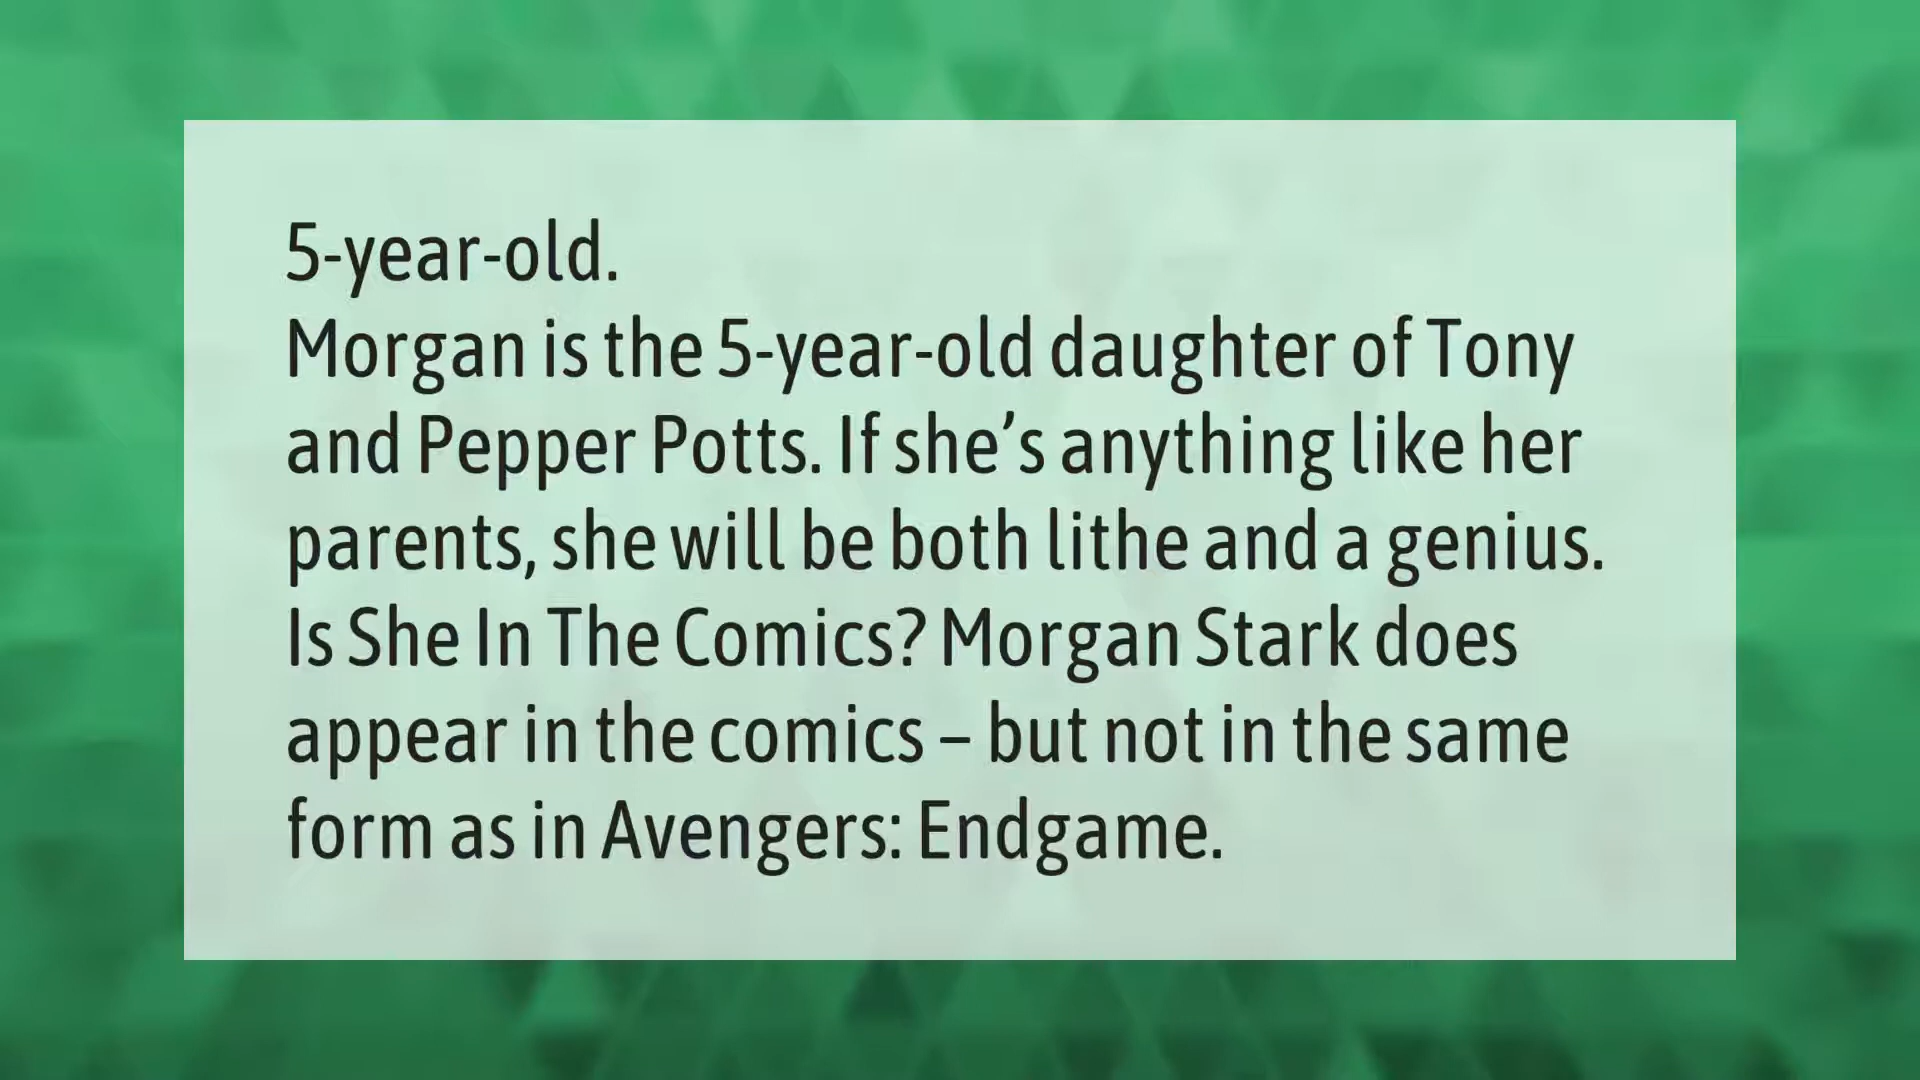 5-year-old.
Morgan is the 5-year-old daughter of Tony
and Pepper Potts. If she’s anything like her
parents, she will be both lithe and a genius.
Is She In The Comics? Morgan Stark does
appear in the comics – but not in the same
form as in Avengers: Endgame.